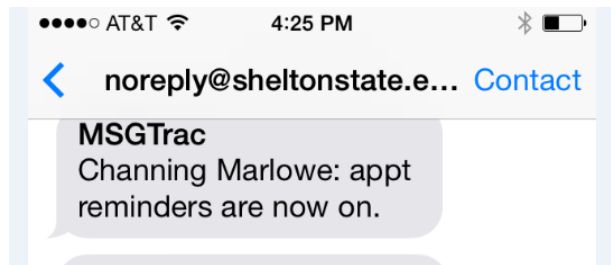 AT&T 4:25 PM
noreply@sheltonstate.e... Contact
MSGTrac
Channing Marlowe: appt
reminders are now on.